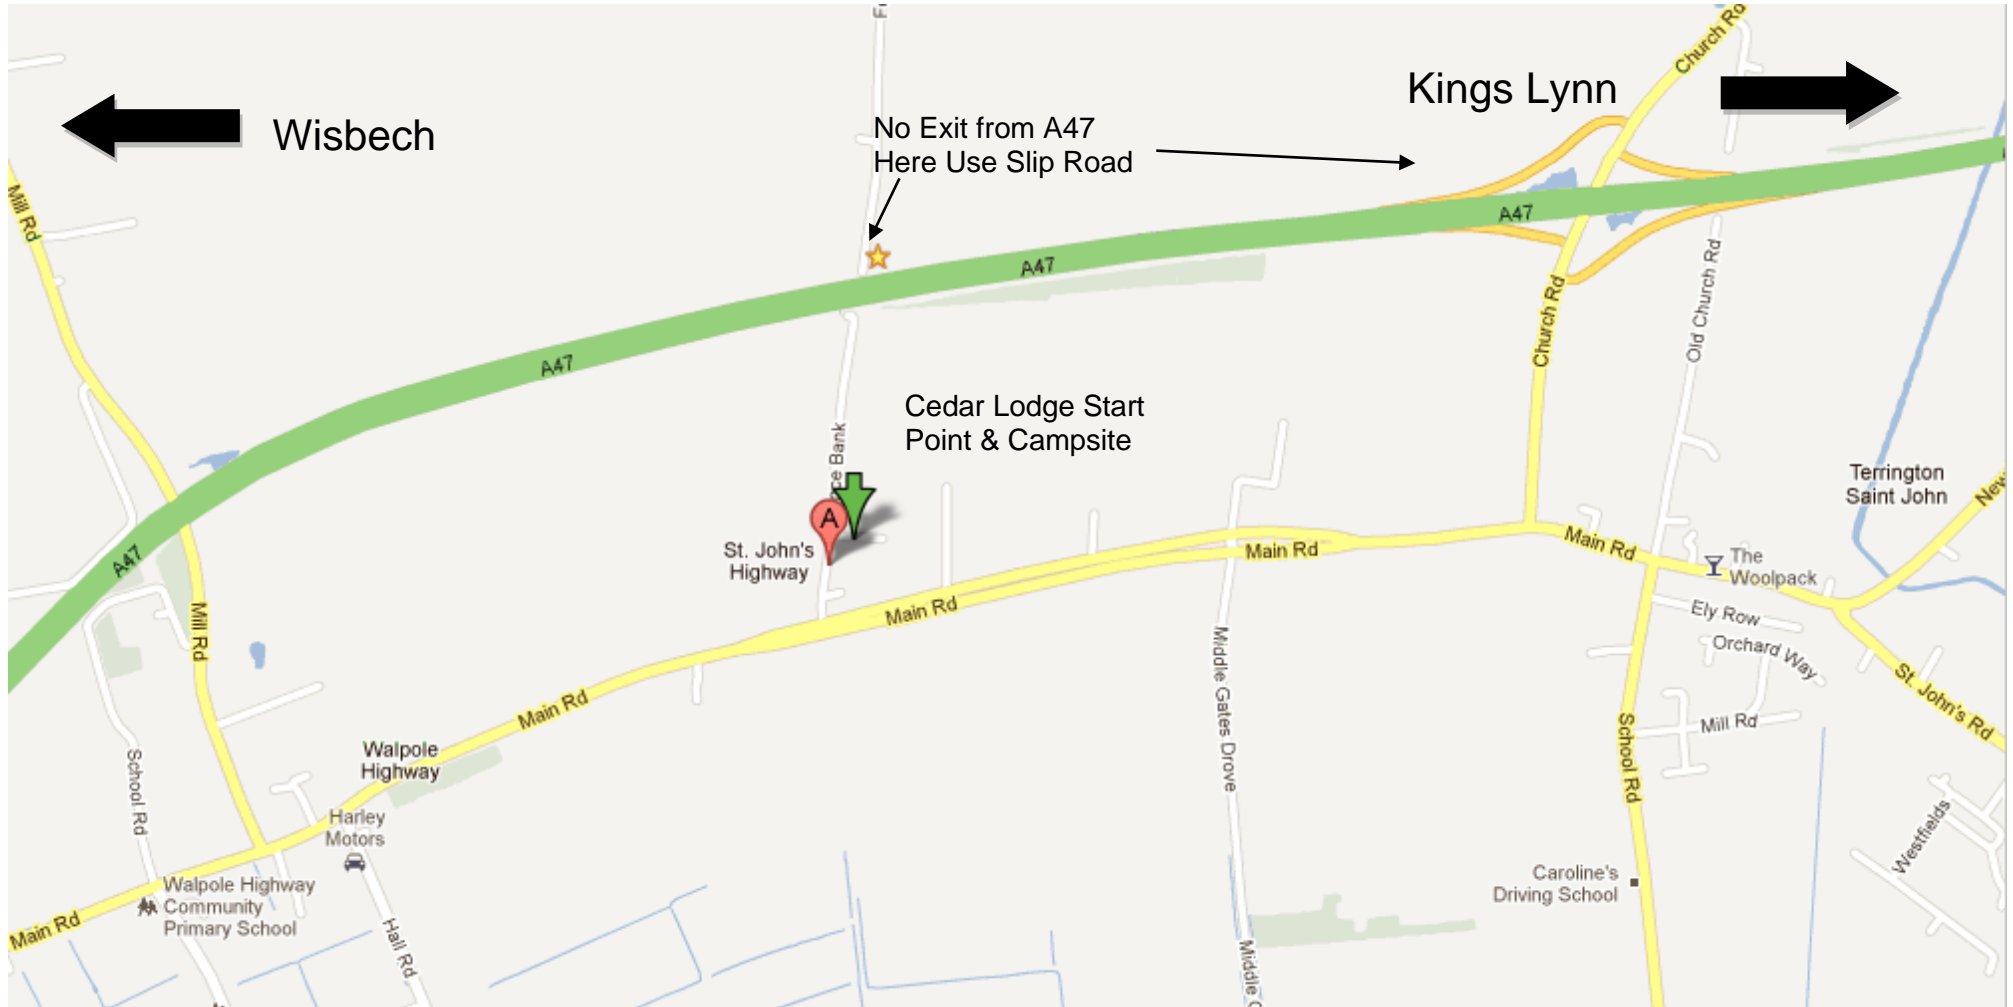 Church Rd
Kings Lynn
Wisbech
No Exit from A47
Here Use Slip Road
Mill Rd
A47
A47
Old Church Rd
Church Rd
A47
Cedar Lodge Start
Point & Campsite
Terrington
Saint John
A
St. John's
Highway
Main Rd
Main Rd
The
Woolpack
A47
Main Rd
Ely Row
Orchard Way
Mill Rd
Middle Gates Drove
St. John's Rd
Main Rd
Mill Rd
School Rd
Walpole
Highway
School Rd
Harley
Motors
Westfields
Caroline's
Driving School
Walpole Highway
Community
Primary School
Main Rd
Hall Rd
Middle